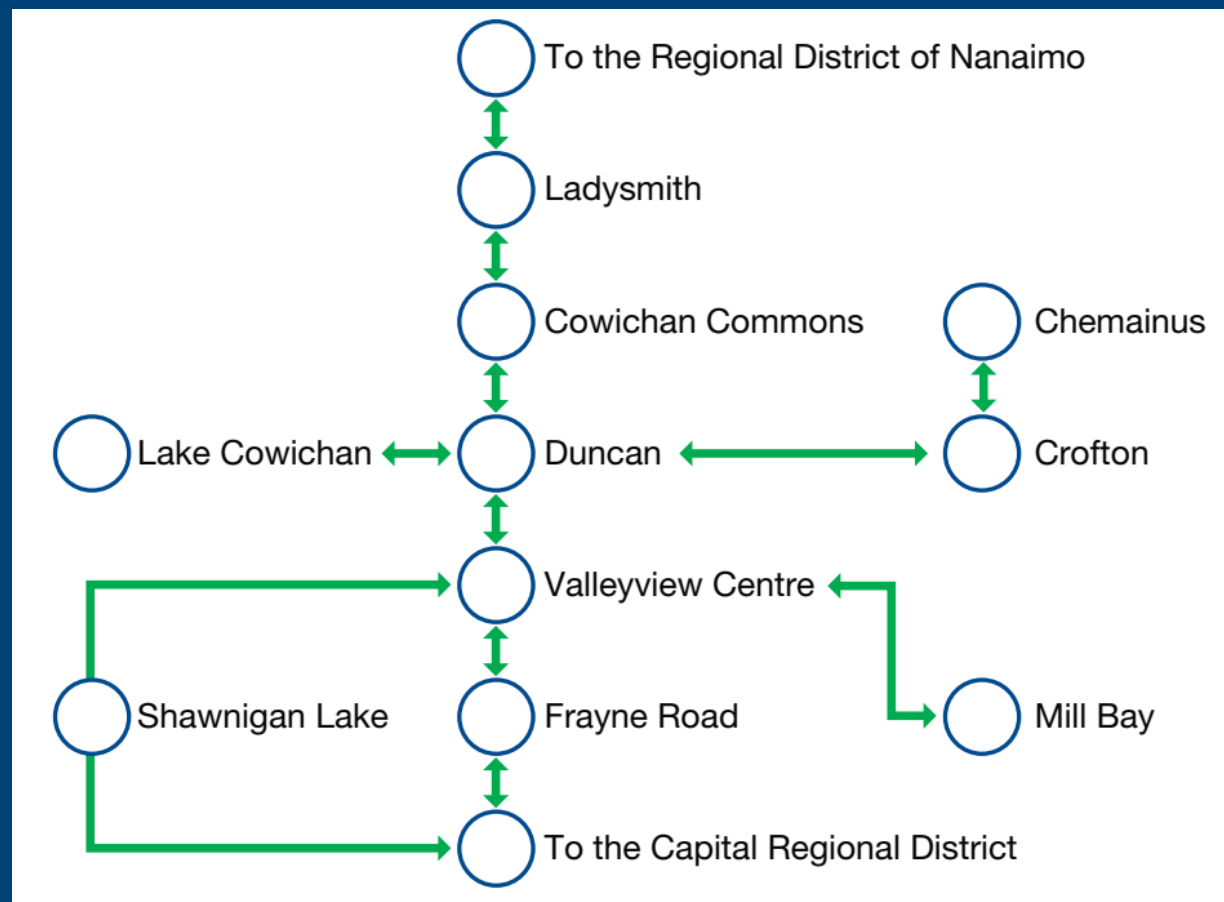 To the Regional District of Nanaimo
Ladysmith
Cowichan Commons
Chemainus
Lake Cowichan
Duncan
Crofton
Valleyview Centre
Shawnigan Lake
Frayne Road
Mill Bay
To the Capital Regional District